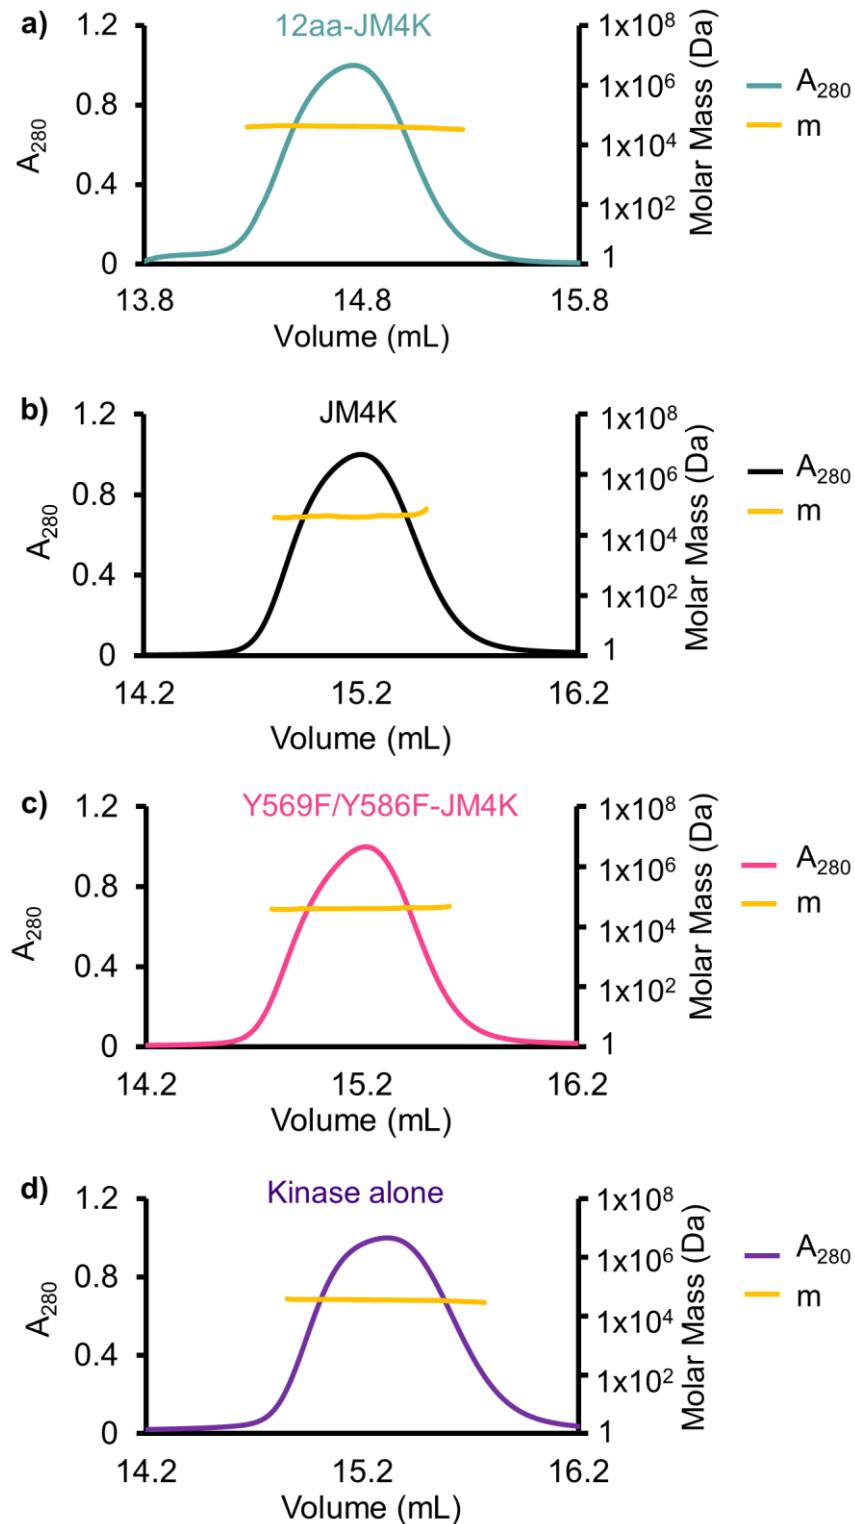 a)
12aa-JM4K
1.2
0.8
0.4
0
A₂₈₀
1x10⁸
1x10⁶
1x10⁴
1x10²
1
Molar Mass (Da)
A₂₈₀
m
13.8
14.8
15.8
Volume (mL)
b)
JM4K
1.2
0.8
0.4
0
A₂₈₀
1x10⁸
1x10⁶
1x10⁴
1x10²
1
Molar Mass (Da)
A₂₈₀
m
14.2
15.2
16.2
Volume (mL)
c)
Y569F/Y586F-JM4K
1.2
0.8
0.4
0
A₂₈₀
1x10⁸
1x10⁶
1x10⁴
1x10²
1
Molar Mass (Da)
A₂₈₀
m
14.2
15.2
16.2
Volume (mL)
d)
Kinase alone
1.2
0.8
0.4
0
A₂₈₀
1x10⁸
1x10⁶
1x10⁴
1x10²
1
Molar Mass (Da)
A₂₈₀
m
14.2
15.2
16.2
Volume (mL)